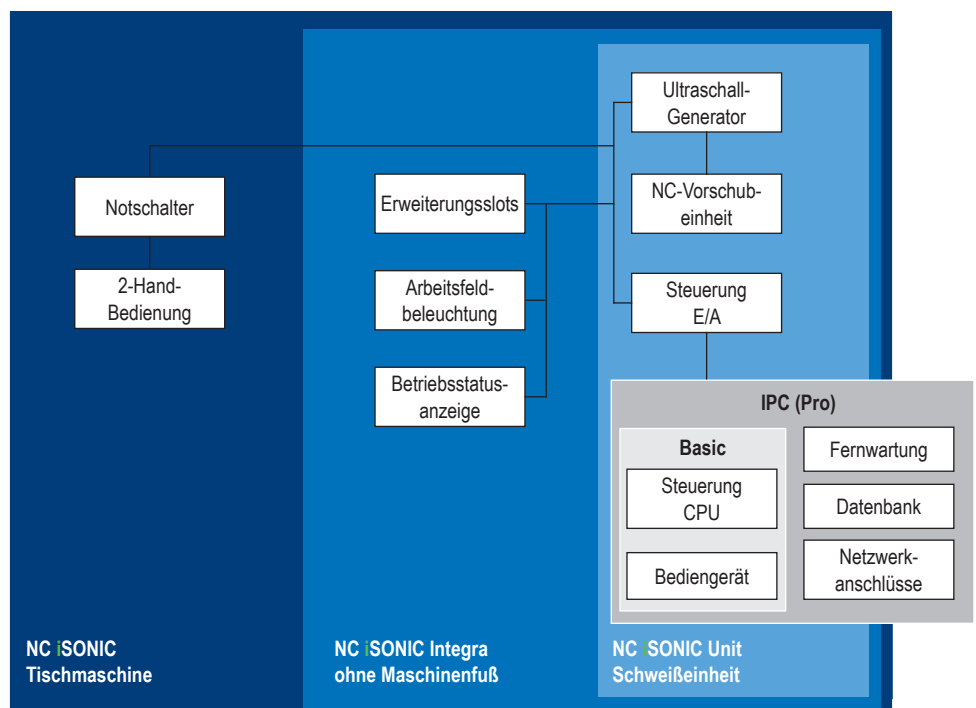 Ultraschall-
Generator
Notschalter
Erweiterungsslots
NC-Vorschub-
einheit
2-Hand-
Bedienung
Arbeitsfeld-
beleuchtung
Steuerung
E/A
Betriebsstatus-
anzeige
IPC (Pro)
Basic
Steuerung
CPU
Bediengerät
Fernwartung
Datenbank
Netzwerk-
anschlüsse
NC iSONIC
Tischmaschine
NC iSONIC Integra
ohne Maschinenfuß
NC iSONIC Unit
Schweißeinheit